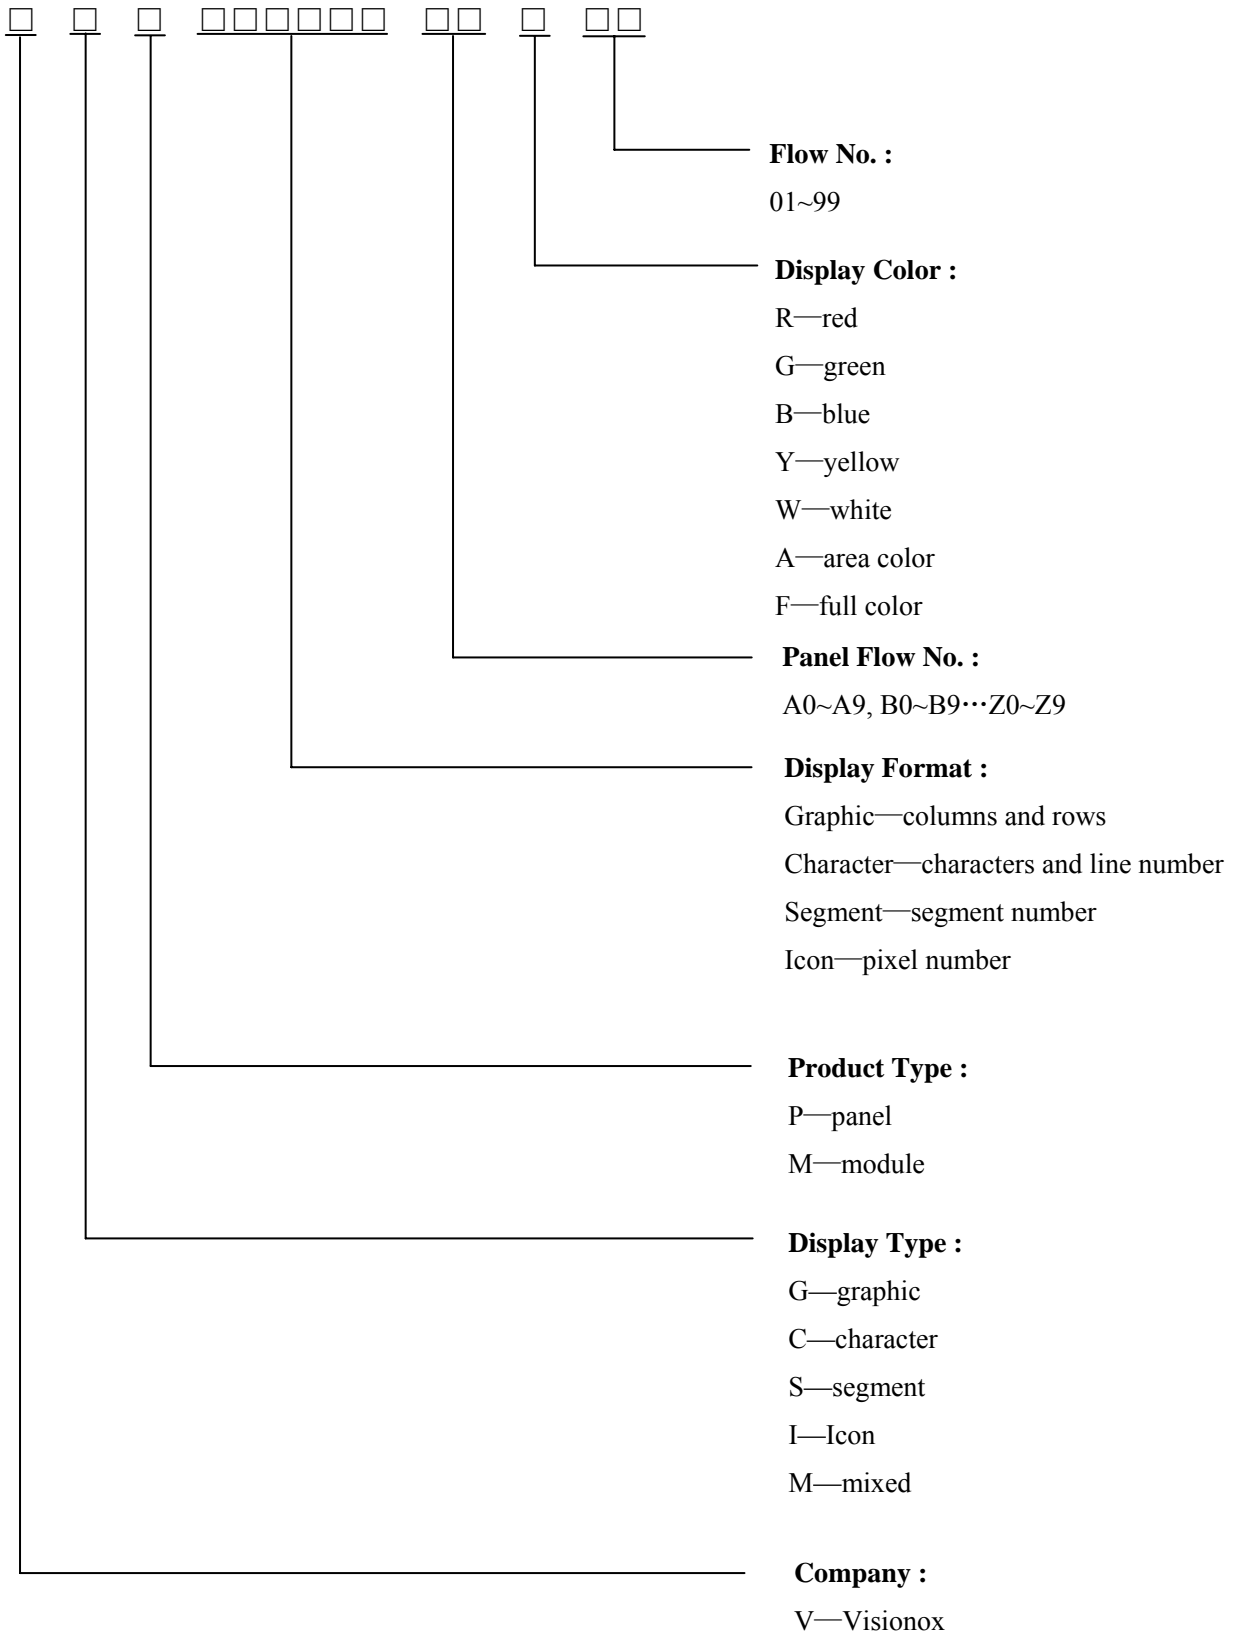 □ □ □ □□□□□□ □□ □ □□
Flow No. :
01~99
Display Color :
R—red
G—green
B—blue
Y—yellow
W—white
A—area color
F—full color
Panel Flow No. :
A0~A9, B0~B9⋯Z0~Z9
Display Format :
Graphic—columns and rows
Character—characters and line number
Segment—segment number
Icon—pixel number
Product Type :
P—panel
M—module
Display Type :
G—graphic
C—character
S—segment
I—Icon
M—mixed
Company :
V—Visionox